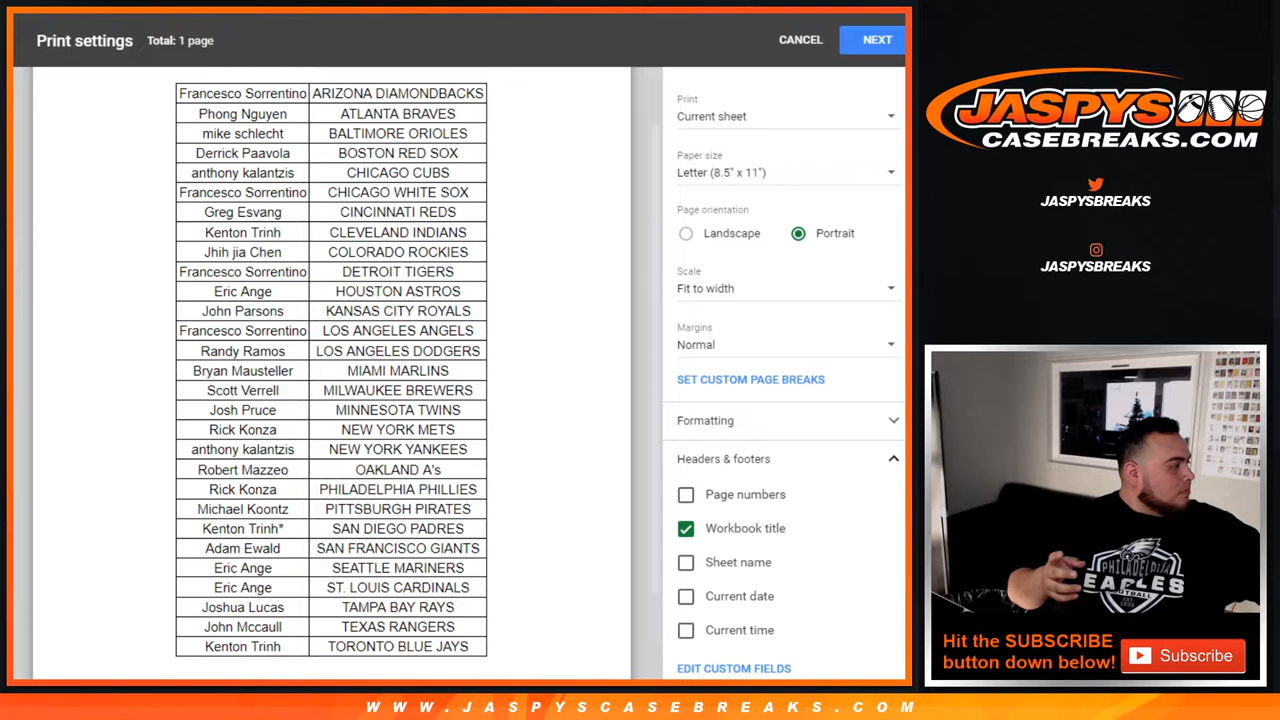 Print settings Total: 1 page
CANCEL NEXT
Francesco Sorrentino ARIZONA DIAMONDBACKS
Phong Nguyen ATLANTA BRAVES
mike schlecht BALTIMORE ORIOLES
Derrick Paavola BOSTON RED SOX
anthony kalantzis CHICAGO CUBS
Francesco Sorrentino CHICAGO WHITE SOX
Greg Esvang CINCINNATI REDS
Kenton Trinh CLEVELAND INDIANS
Jhih jia Chen COLORADO ROCKIES
Francesco Sorrentino DETROIT TIGERS
Eric Ange HOUSTON ASTROS
John Parsons KANSAS CITY ROYALS
Francesco Sorrentino LOS ANGELES ANGELS
Randy Ramos LOS ANGELES DODGERS
Bryan Mausteller MIAMI MARLINS
Scott Verrell MILWAUKEE BREWERS
Josh Pruce MINNESOTA TWINS
Rick Konza NEW YORK METS
anthony kalantzis NEW YORK YANKEES
Robert Mazzeo OAKLAND A's
Rick Konza PHILADELPHIA PHILLIES
Michael Koontz PITTSBURGH PIRATES
Kenton Trinh* SAN DIEGO PADRES
Adam Ewald SAN FRANCISCO GIANTS
Eric Ange SEATTLE MARINERS
Eric Ange ST. LOUIS CARDINALS
Joshua Lucas TAMPA BAY RAYS
John Mccaull TEXAS RANGERS
Kenton Trinh TORONTO BLUE JAYS
Print
Current sheet
Paper size
Letter (8.5" x 11")
Page orientation
Landscape Portrait
Scale
Fit to width
Margins
Normal
SET CUSTOM PAGE BREAKS
Formatting
Headers & footers
Page numbers
Workbook title
Sheet name
Current date
Current time
EDIT CUSTOM FIELDS
JASPYS
CASEBREAKS.COM
JASPYSBREAKS
JASPYSBREAKS
PHILADELPHIA
EAGLES
FOOTBALL
Hit the SUBSCRIBE
button down below!
Subscribe
WWW.JASPYSCASEBREAKS.COM